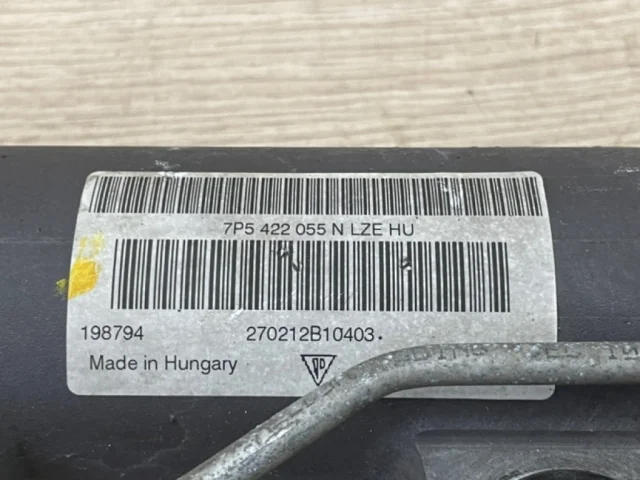 7P5 422 055 N LZE HU
198794 270212B10403
Made in Hungary